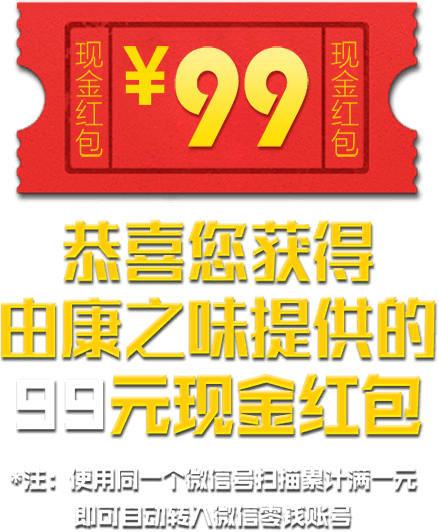 现金红包
¥99
现金红包
恭喜您获得
由康之味提供的
99元现金红包
*注：使用同一个微信号扫描累计满一元
即可自动转入微信零钱账号